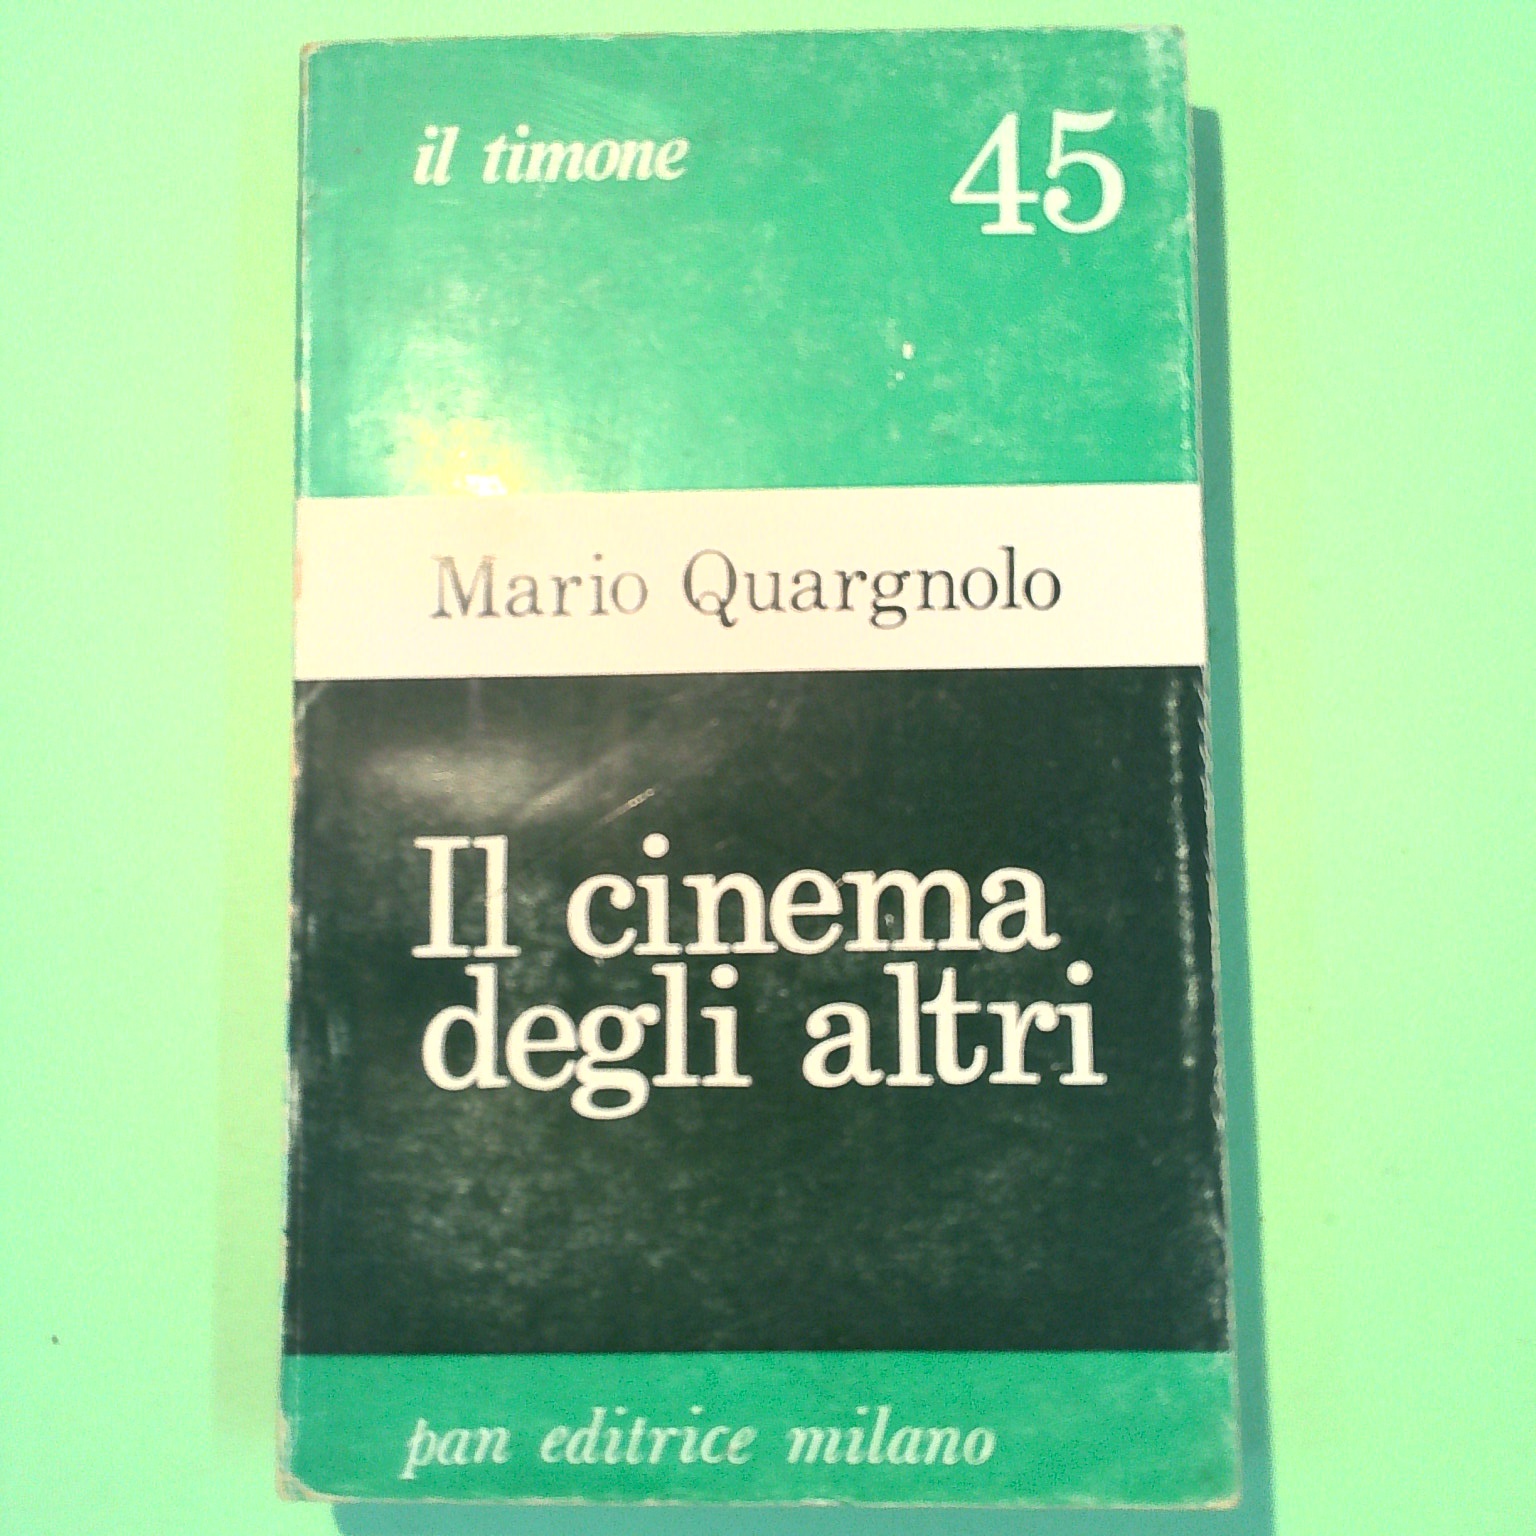 il timone
45
Mario Quargnolo
Il cinema
degli altri
pan editrice milano